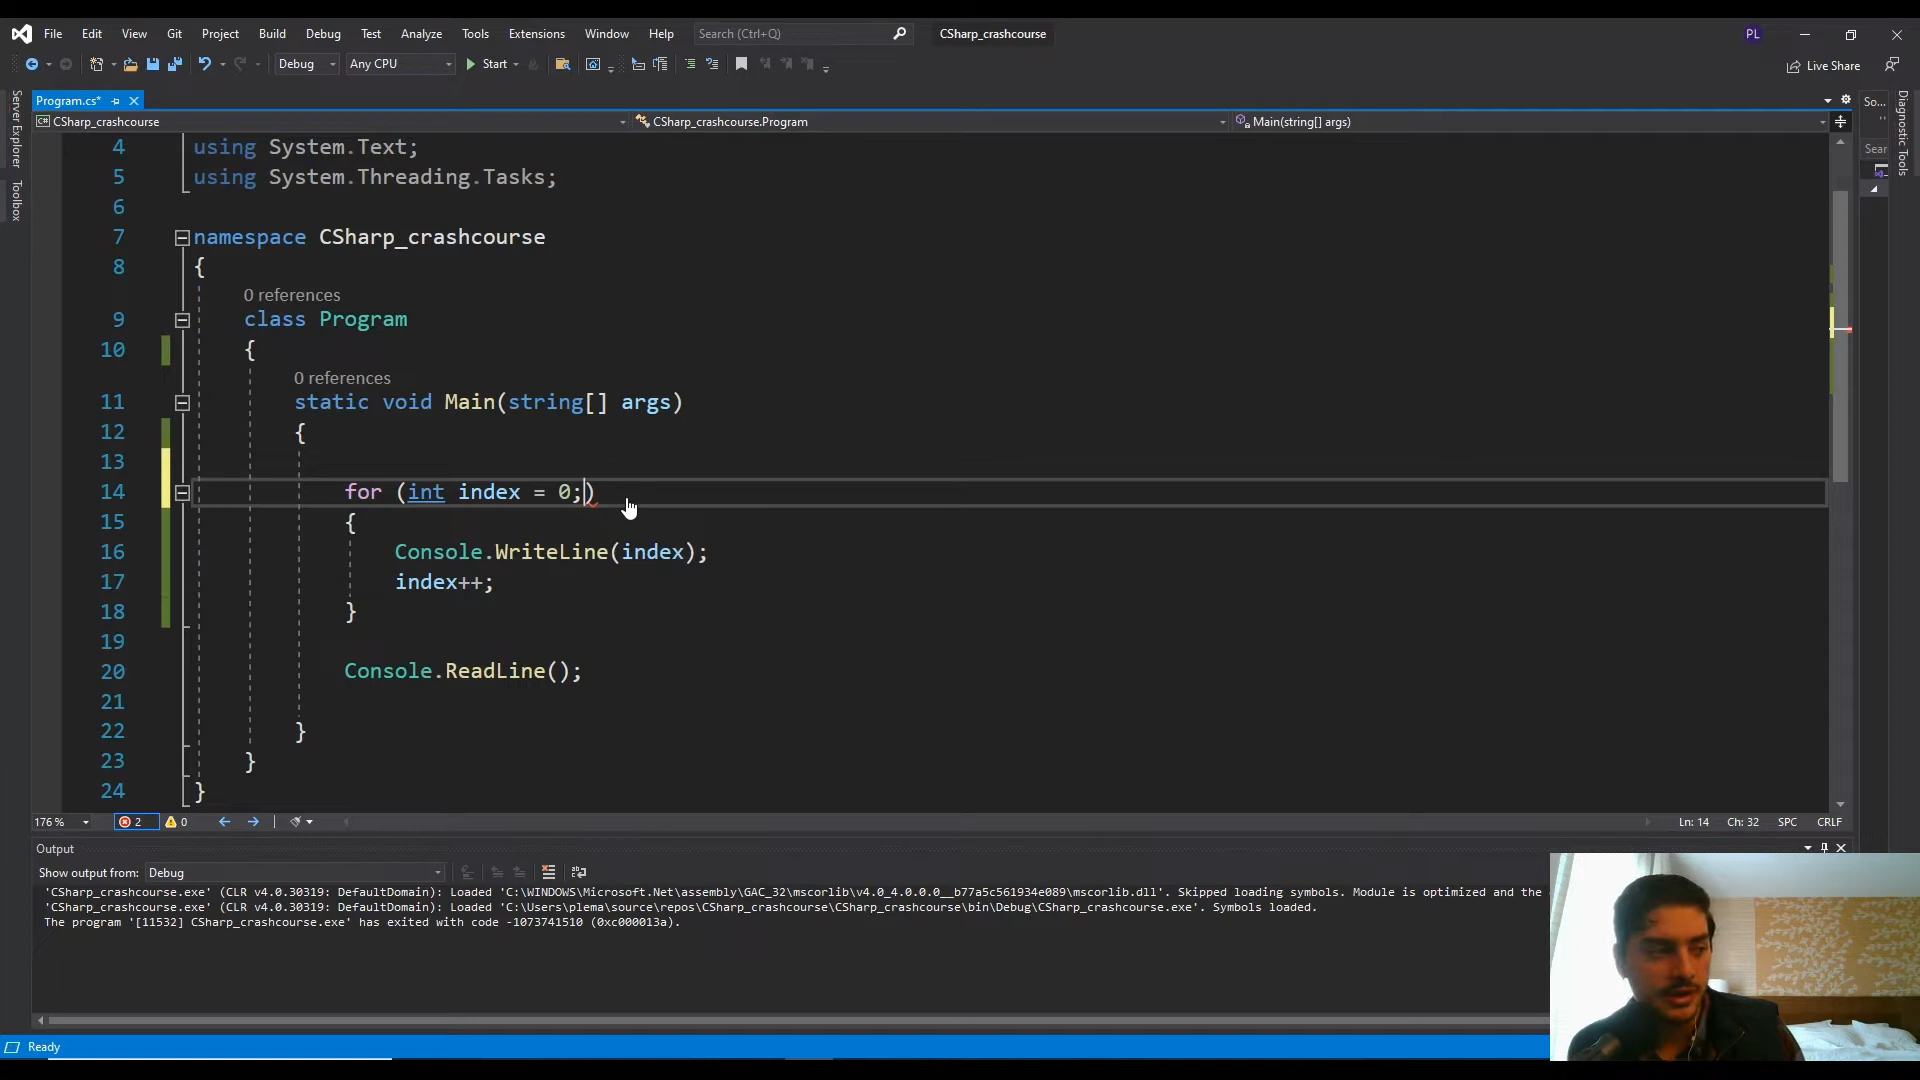 File Edit View Git Project Build Debug Test Analyze Tools Extensions Window Help Search (Ctrl+Q) CSharp_crashcourse PL
Debug Any CPU Start Live Share
Program.cs* So...
CSharp_crashcourse CSharp_crashcourse.Program Main(string[] args)
Server Explorer
Toolbox
Sear
Diagnostic Tools
4 using System.Text;
5 using System.Threading.Tasks;
6
7 namespace CSharp_crashcourse
8 {
0 references
9 class Program
10 {
0 references
11 static void Main(string[] args)
12 {
13
14 for (int index = 0;)
15 {
16 Console.WriteLine(index);
17 index++;
18 }
19
20 Console.ReadLine();
21
22 }
23 }
24 }
176 % 2 0 Ln: 14 Ch: 32 SPC CRLF
Output
Show output from: Debug
'CSharp_crashcourse.exe' (CLR v4.0.30319: DefaultDomain): Loaded 'C:\WINDOWS\Microsoft.Net\assembly\GAC_32\mscorlib\v4.0_4.0.0.0__b77a5c561934e089\mscorlib.dll'. Skipped loading symbols. Module is optimized and the
'CSharp_crashcourse.exe' (CLR v4.0.30319: DefaultDomain): Loaded 'C:\Users\plema\source\repos\CSharp_crashcourse\CSharp_crashcourse\bin\Debug\CSharp_crashcourse.exe'. Symbols loaded.
The program '[11532] CSharp_crashcourse.exe' has exited with code -1073741510 (0xc000013a).
Ready